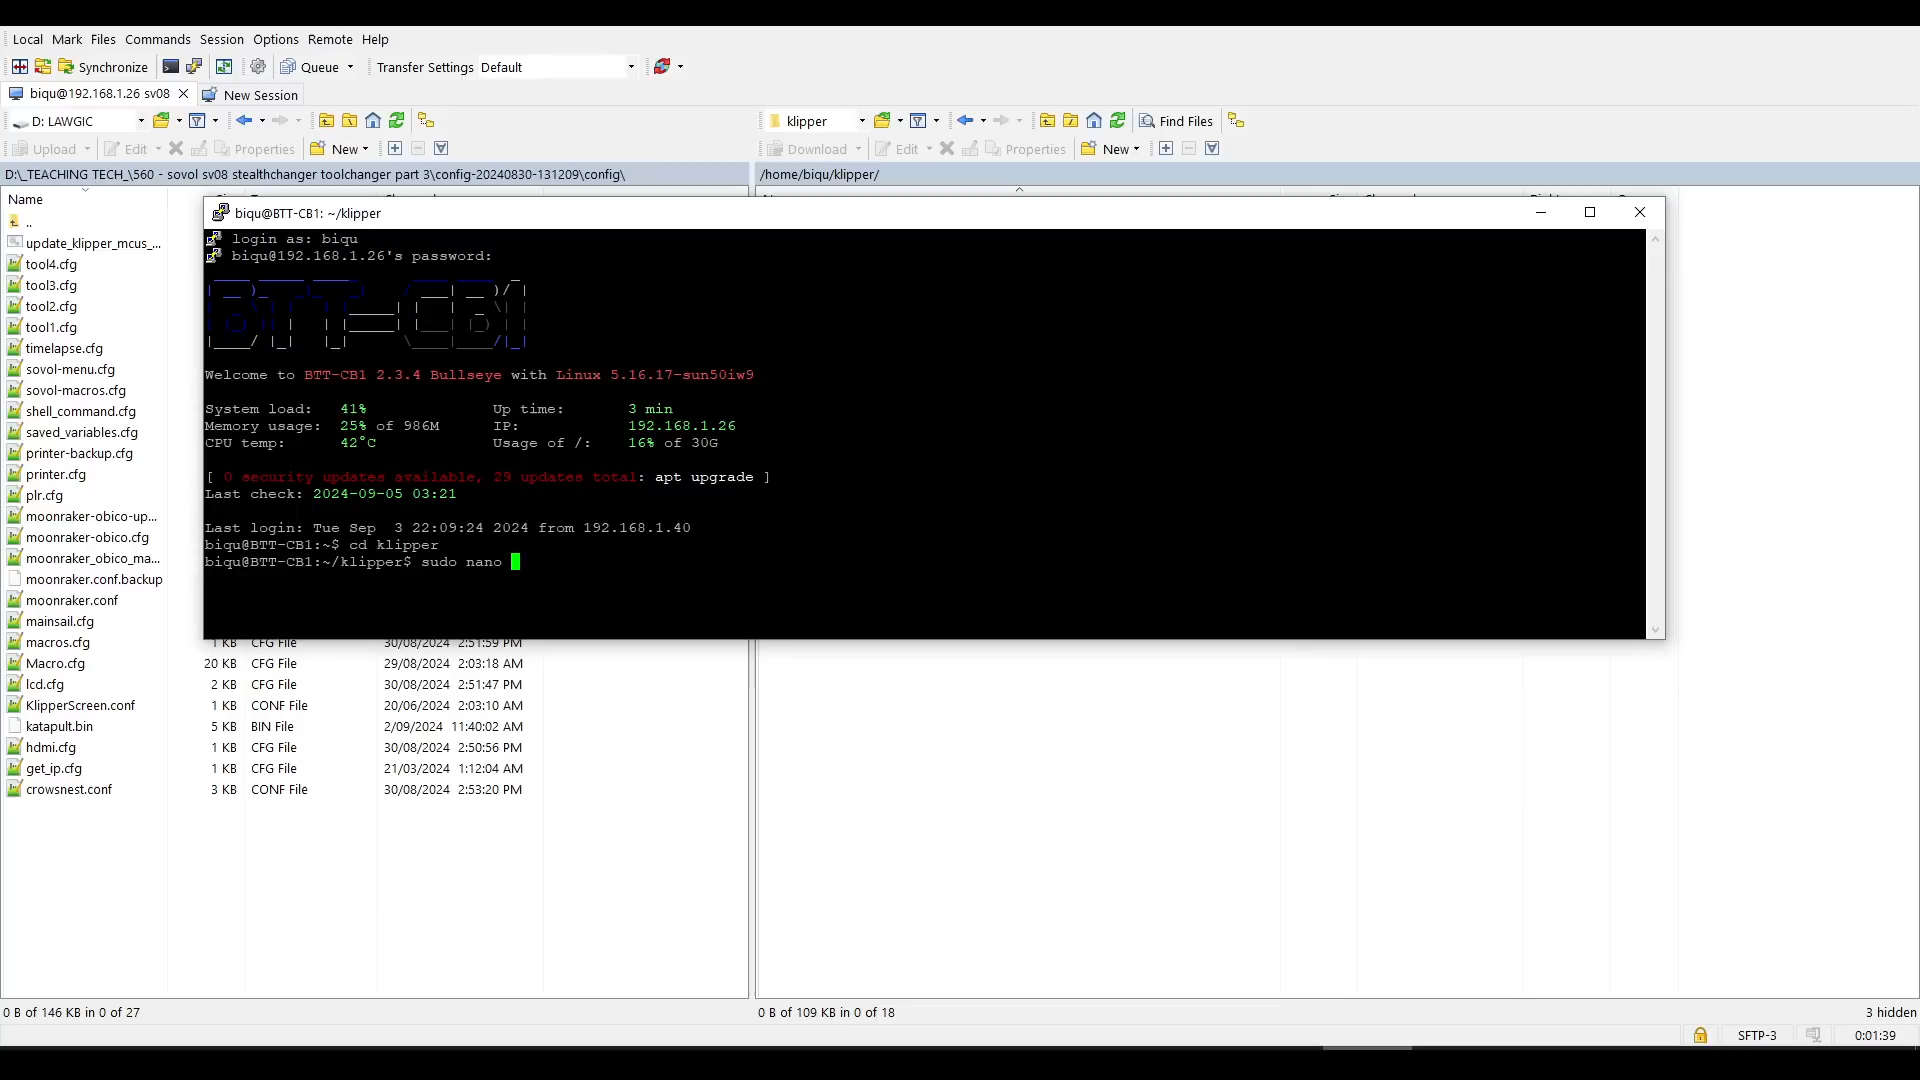 Local Mark Files Commands Session Options Remote Help
Synchronize Queue Transfer Settings Default
biqu@192.168.1.26 sv08 New Session
D: LAWGIC klipper Find Files
Upload Edit Properties New Download Edit Properties New
D:\_TEACHING TECH_\560 - sovol sv08 stealthchanger toolchanger part 3\config-20240830-131209\config\ /home/biqu/klipper/
Name
..
update_klipper_mcus_...
tool4.cfg
tool3.cfg
tool2.cfg
tool1.cfg
timelapse.cfg
sovol-menu.cfg
sovol-macros.cfg
shell_command.cfg
saved_variables.cfg
printer-backup.cfg
printer.cfg
plr.cfg
moonraker-obico-up...
moonraker-obico.cfg
moonraker_obico_ma...
moonraker.conf.backup
moonraker.conf
mainsail.cfg
macros.cfg 1 KB CFG File 30/08/2024 2:51:59 PM
Macro.cfg 20 KB CFG File 29/08/2024 2:03:18 AM
lcd.cfg 2 KB CFG File 30/08/2024 2:51:47 PM
KlipperScreen.conf 1 KB CONF File 20/06/2024 2:03:10 AM
katapult.bin 5 KB BIN File 2/09/2024 11:40:02 AM
hdmi.cfg 1 KB CFG File 30/08/2024 2:50:56 PM
get_ip.cfg 1 KB CFG File 21/03/2024 1:12:04 AM
crowsnest.conf 3 KB CONF File 30/08/2024 2:53:20 PM
biqu@BTT-CB1: ~/klipper
login as: biqu
biqu@192.168.1.26's password:
BTT-CB1
Welcome to BTT-CB1 2.3.4 Bullseye with Linux 5.16.17-sun50iw9
System load: 41% Up time: 3 min
Memory usage: 25% of 986M IP: 192.168.1.26
CPU temp: 42°C Usage of /: 16% of 30G
[ 0 security updates available, 29 updates total: apt upgrade ]
Last check: 2024-09-05 03:21
Last login: Tue Sep 3 22:09:24 2024 from 192.168.1.40
biqu@BTT-CB1:~$ cd klipper
biqu@BTT-CB1:~/klipper$ sudo nano
0 B of 146 KB in 0 of 27 0 B of 109 KB in 0 of 18 3 hidden
SFTP-3 0:01:39